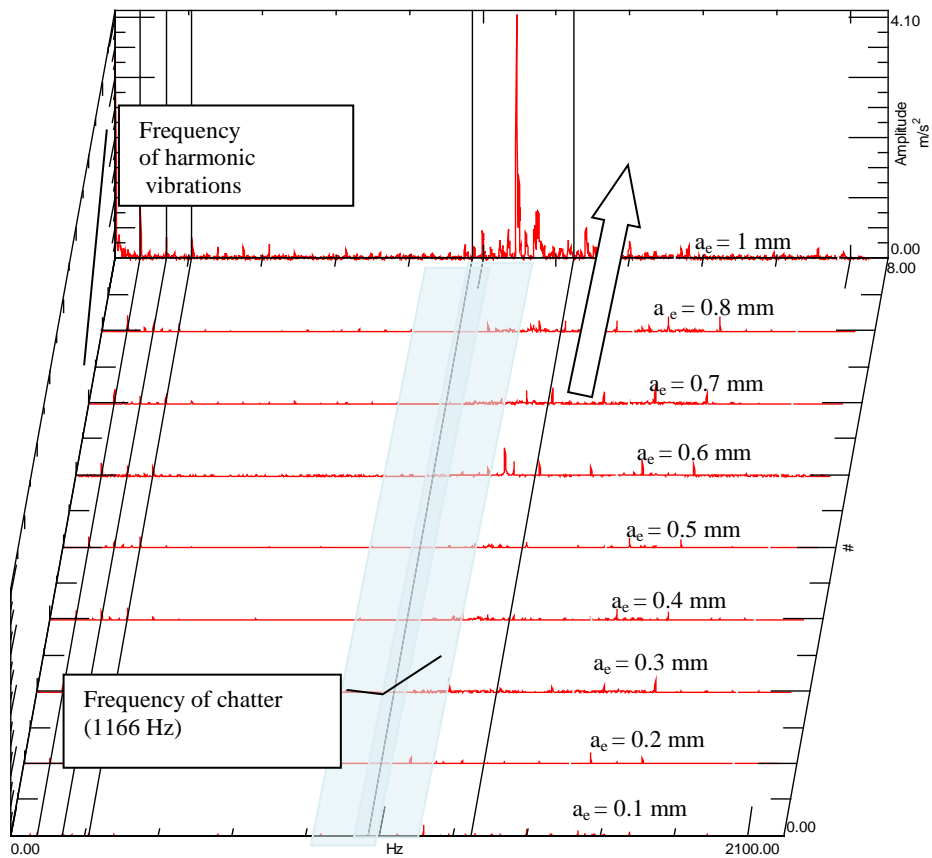 4.10
Amplitude
m/s²
Frequency
of harmonic
vibrations
aₑ = 1 mm
0.00
8.00
a ₑ = 0.8 mm
aₑ = 0.7 mm
aₑ = 0.6 mm
aₑ = 0.5 mm
#
aₑ = 0.4 mm
aₑ = 0.3 mm
Frequency of chatter
(1166 Hz)
aₑ = 0.2 mm
aₑ = 0.1 mm
0.00
0.00
Hz
2100.00